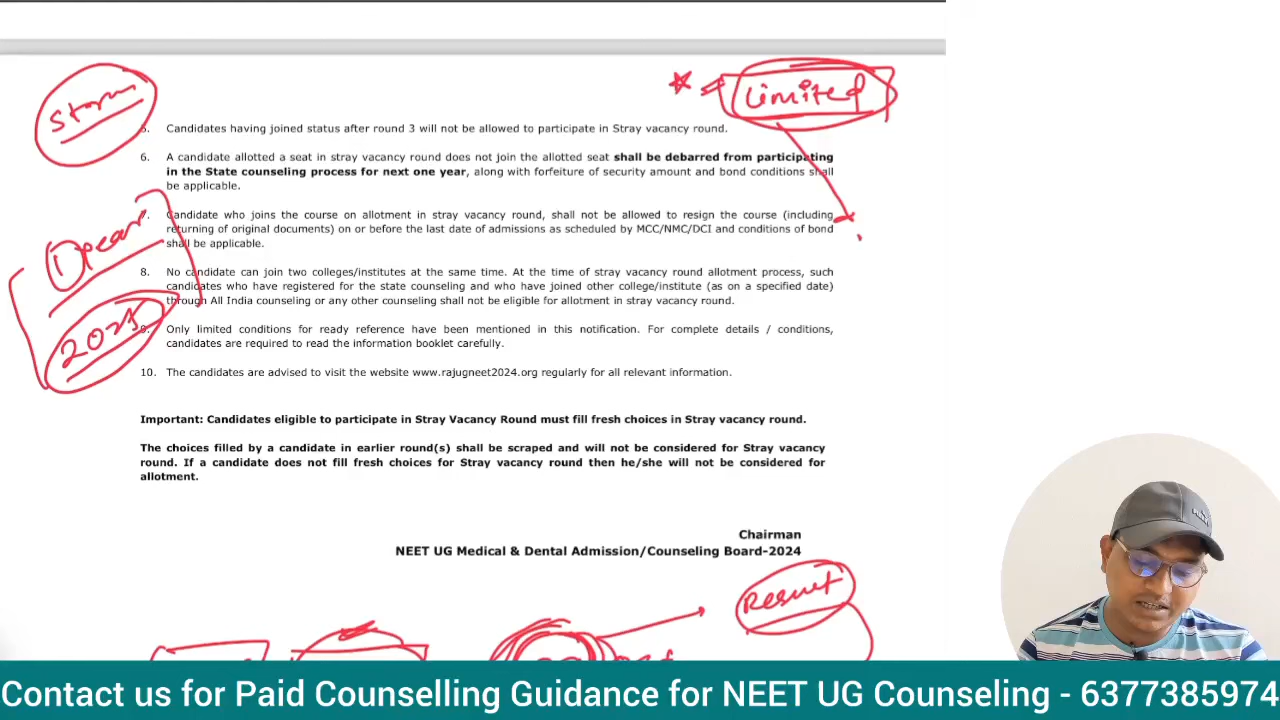 Limited
5. Candidates having joined status after round 3 will not be allowed to participate in Stray vacancy round.
6. A candidate allotted a seat in stray vacancy round does not join the allotted seat shall be debarred from participating
in the State counseling process for next one year, along with forfeiture of security amount and bond conditions shall
be applicable.
7. Candidate who joins the course on allotment in stray vacancy round, shall not be allowed to resign the course (including
returning of original documents) on or before the last date of admissions as scheduled by MCC/NMC/DCI and conditions of bond
shall be applicable.
8. No candidate can join two colleges/institutes at the same time. At the time of stray vacancy round allotment process, such
candidates who have registered for the state counseling and who have joined other college/institute (as on a specified date)
through All India counseling or any other counseling shall not be eligible for allotment in stray vacancy round.
2025
9. Only limited conditions for ready reference have been mentioned in this notification. For complete details / conditions,
candidates are required to read the information booklet carefully.
10. The candidates are advised to visit the website www.rajugneet2024.org regularly for all relevant information.
Important: Candidates eligible to participate in Stray Vacancy Round must fill fresh choices in Stray vacancy round.
The choices filled by a candidate in earlier round(s) shall be scraped and will not be considered for Stray vacancy
round. If a candidate does not fill fresh choices for Stray vacancy round then he/she will not be considered for
allotment.
Chairman
NEET UG Medical & Dental Admission/Counseling Board-2024
Result
Contact us for Paid Counselling Guidance for NEET UG Counseling - 6377385974